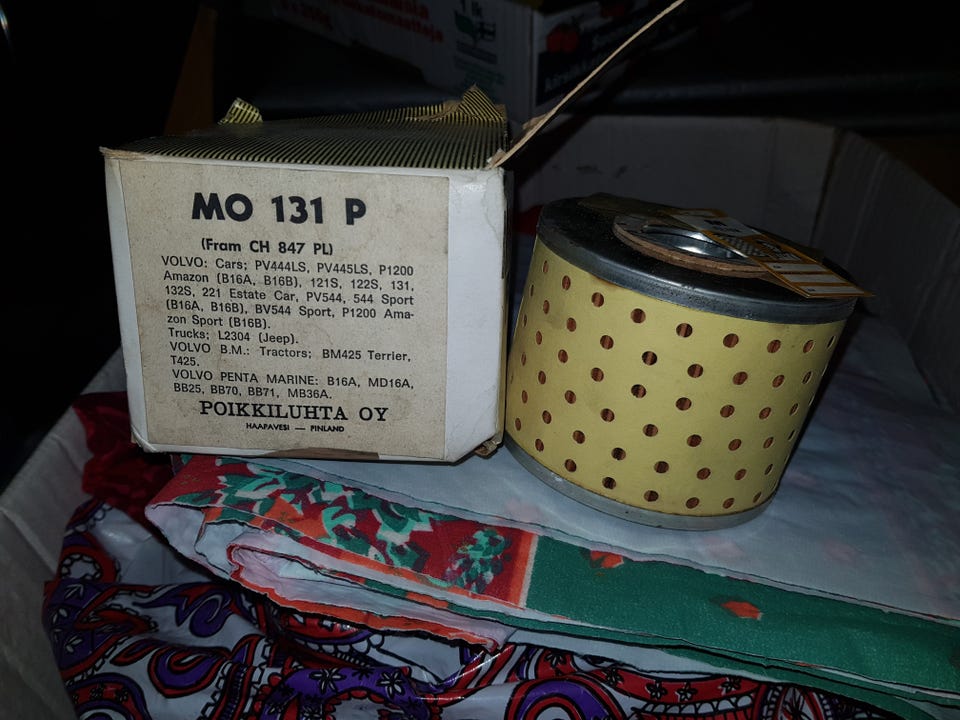 1 lk
MO 131 P
(Fram CH 847 PL)
VOLVO: Cars; PV444LS, PV445LS, P1200
Amazon (B16A, B16B), 121S, 122S, 131,
132S, 221 Estate Car, PV544, 544 Sport
(B16A, B16B), BV544 Sport, P1200 Ama-
zon Sport (B16B).
Trucks; L2304 (Jeep).
VOLVO B.M.: Tractors; BM425 Terrier,
T425.
VOLVO PENTA MARINE: B16A, MD16A,
BB25, BB70, BB71, MB36A.
POIKKILUHTA OY
HAAPAVESI — FINLAND